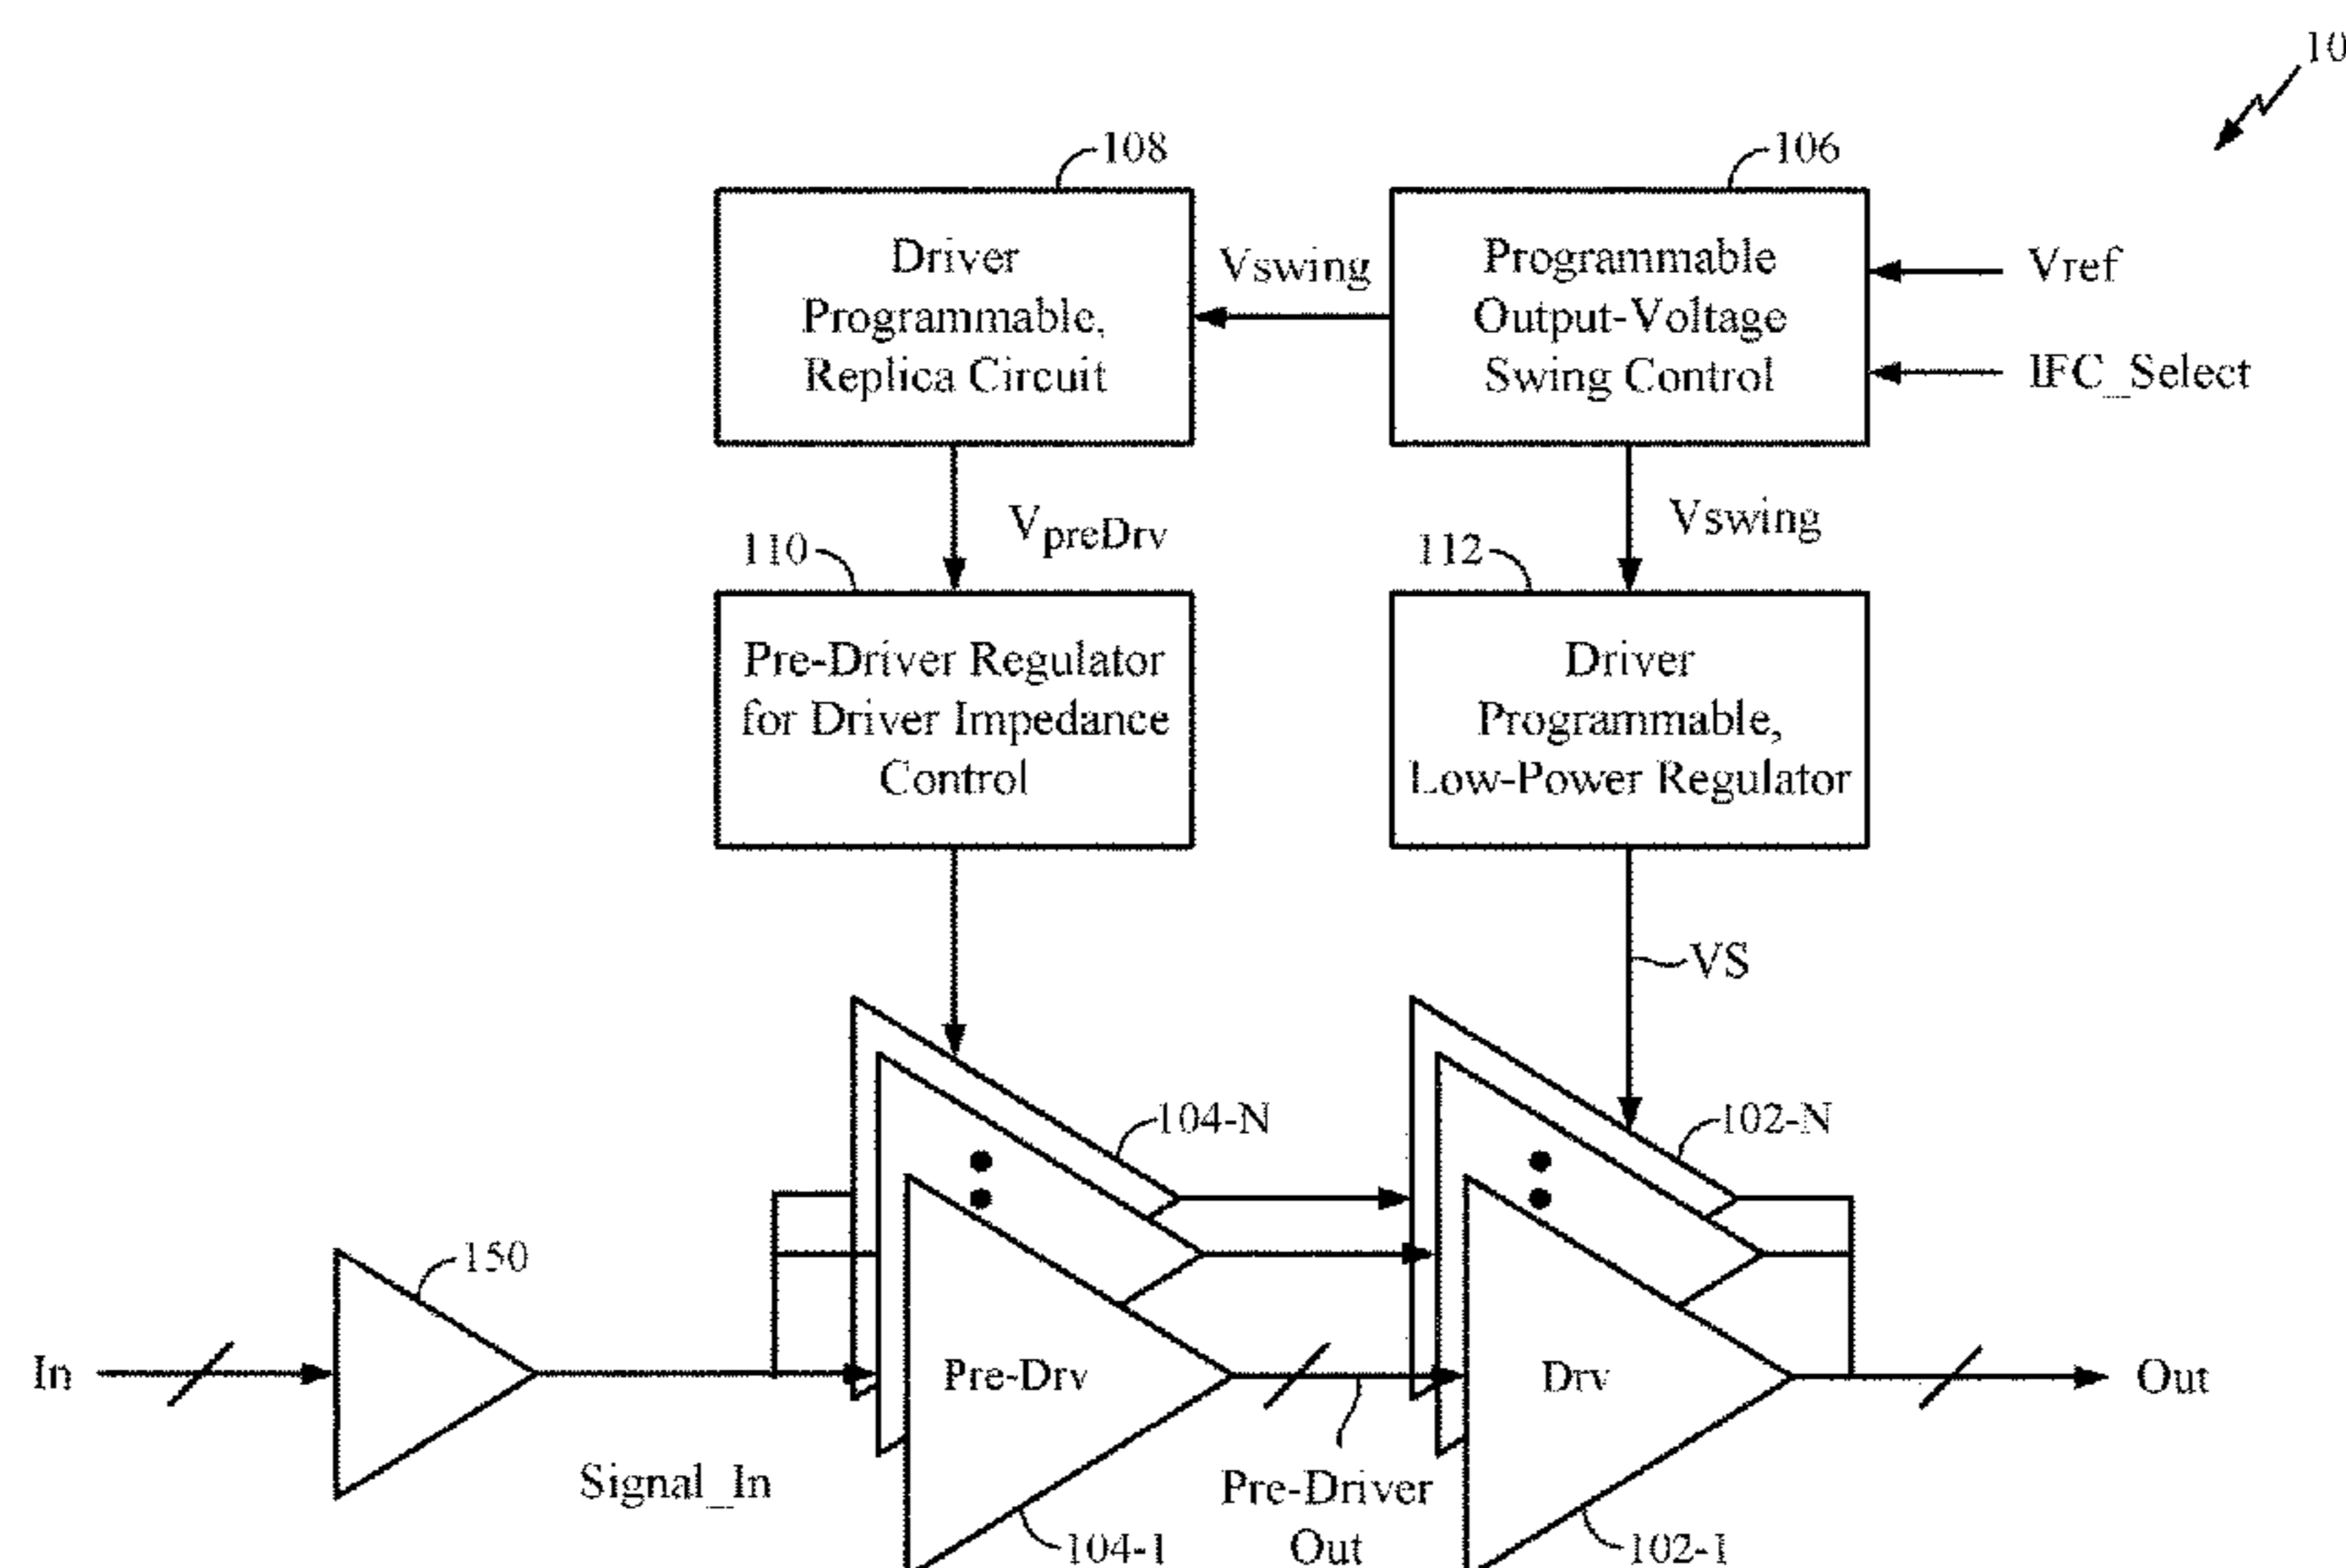 10
108
106
Driver
Programmable,
Replica Circuit
Vswing
Programmable
Output-Voltage
Swing Control
Vref
IFC_Select
VpreDrv
Vswing
110
112
Pre-Driver Regulator
for Driver Impedance
Control
Driver
Programmable,
Low-Power Regulator
VS
104-N
102-N
150
In
Pre-Drv
Drv
Out
Signal_In
Pre-Driver
Out
104-1
102-1